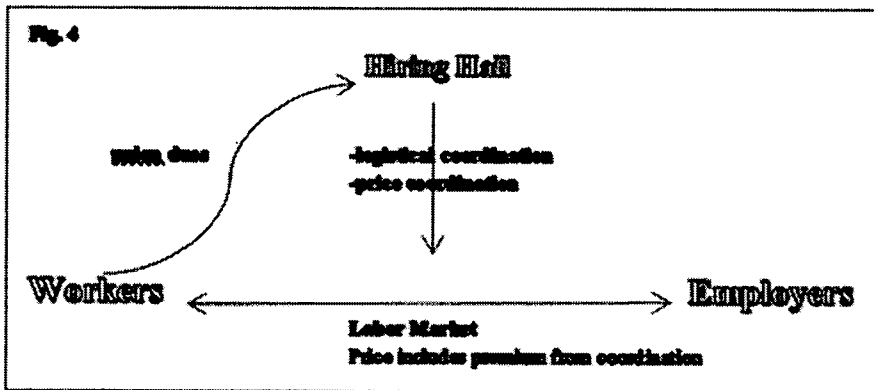 Fig. 4
Hiring Hall
union dues
-logistical coordination
-price coordination
Workers
Employers
Labor Market
Price includes premium from coordination